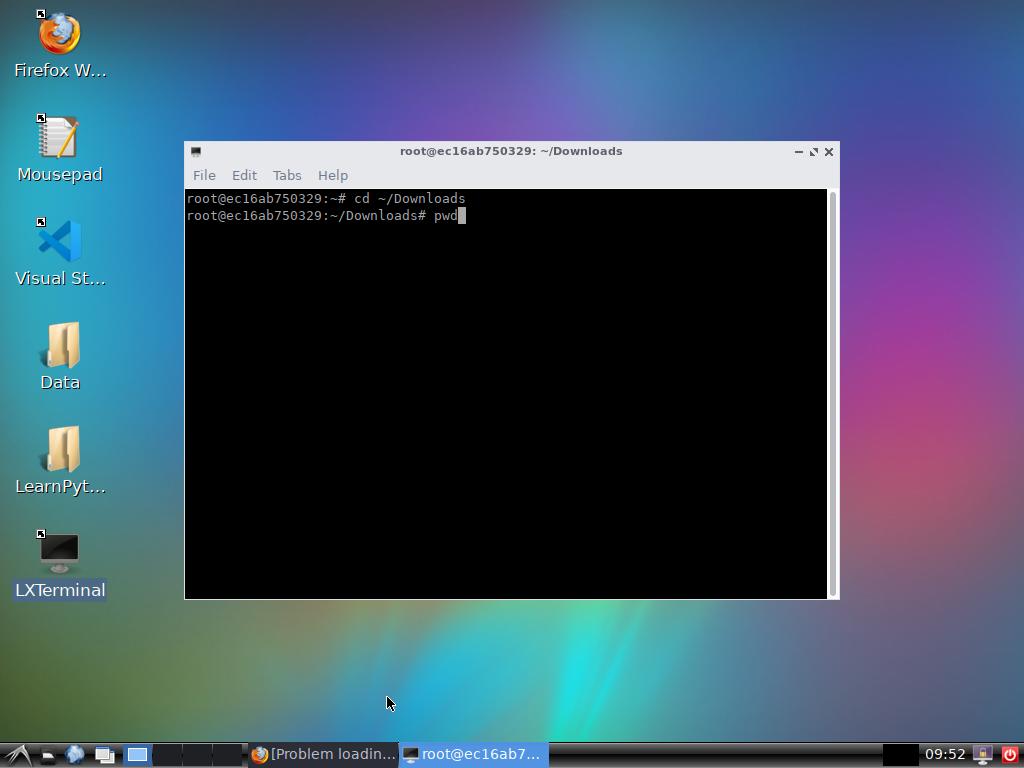 Firefox W...
Mousepad
Visual St...
Data
LearnPyt...
LXTerminal
root@ec16ab750329: ~/Downloads
File Edit Tabs Help
root@ec16ab750329:~# cd ~/Downloads
root@ec16ab750329:~/Downloads# pwd
[Problem loadin...
root@ec16ab7...
09:52